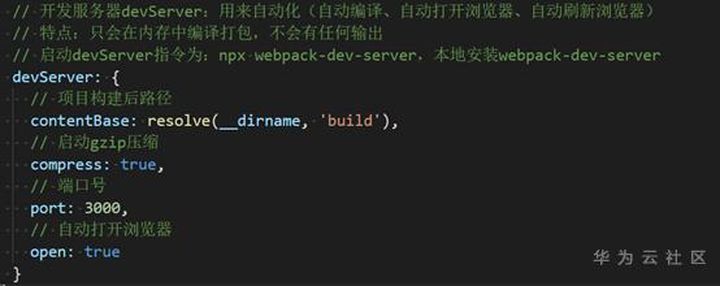 // 开发服务器devServer：用来自动化（自动编译、自动打开浏览器、自动刷新浏览器）
// 特点：只会在内存中编译打包，不会有任何输出
// 启动devServer指令为：npx webpack-dev-server，本地安装webpack-dev-server
devServer: {
// 项目构建后路径
contentBase: resolve(__dirname, 'build'),
// 启动gzip压缩
compress: true,
// 端口号
port: 3000,
// 自动打开浏览器
open: true
}
华为云社区